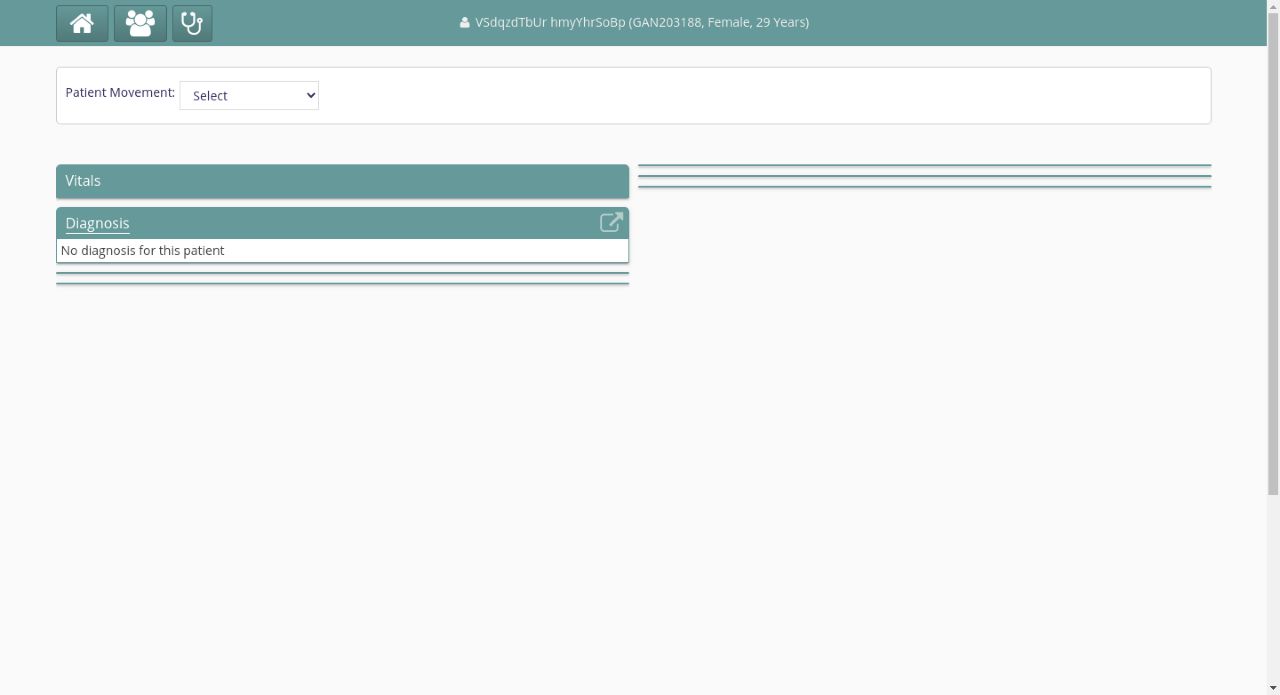 VSdqzdTbUr hmyYhrSoBp (GAN203188, Female, 29 Years)
Patient Movement: Select
Vitals
Diagnosis
No diagnosis for this patient